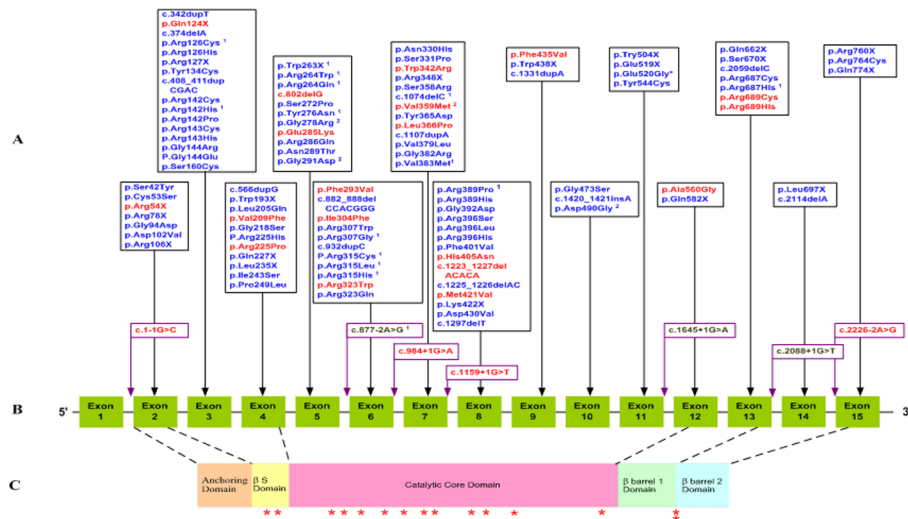 A
c.342dupT
p.Gln124X
c.374delA
p.Arg126Cys 1
p.Arg126His
p.Arg127X
p.Tyr134Cys
c.408_411dup
CGAC
p.Arg142Cys
p.Arg142His 1
p.Arg142Pro
p.Arg143Cys
p.Arg143His
p.Gly144Arg
P.Gly144Glu
p.Ser160Cys
p.Trp263X 1
p.Arg264Trp 1
p.Arg264Gln 1
c.802delG
p.Ser272Pro
p.Tyr276Asn 1
p.Gly278Arg 2
p.Glu285Lys
p.Arg286Gln
p.Asn289Thr
p.Gly291Asp 2
p.Asn330His
p.Ser331Pro
p.Trp342Arg
p.Arg348X
p.Ser358Arg
c.1074delC 1
p.Val359Met 2
p.Tyr365Asp
p.Leu366Pro
c.1107dupA
p.Val379Leu
p.Gly382Arg
p.Val383Met1
p.Phe435Val
p.Trp438X
c.1331dupA
p.Try504X
p.Glu519X
p.Glu520Gly*
p.Tyr544Cys
p.Gln662X
p.Ser670X
c.2059delC
p.Arg687Cys
p.Arg687His 1
p.Arg689Cys
p.Arg689His
p.Arg760X
p.Arg764Cys
p.Gln774X
p.Ser42Tyr
p.Cys53Ser
p.Arg54X
p.Arg78X
p.Gly94Asp
p.Asp102Val
p.Arg106X
c.566dupG
p.Trp193X
p.Leu205Gln
p.Val209Phe
p.Gly218Ser
P.Arg225His
p.Arg225Pro
p.Gln227X
p.Leu235X
p.Ile243Ser
p.Pro249Leu
p.Phe293Val
c.882_888del
CCACGGG
p.Ile304Phe
p.Arg307Trp
p.Arg307Gly 1
c.932dupC
P.Arg315Cys 1
p.Arg315Leu 1
p.Arg315His 1
p.Arg323Trp
p.Arg323Gln
p.Arg389Pro 1
p.Arg389His
p.Gly392Asp
p.Arg396Ser
p.Arg396Leu
p.Arg396His
p.Phe401Val
p.His405Asn
c.1223_1227del
ACACA
c.1225_1226delAC
p.Met421Val
p.Lys422X
p.Asp430Val
c.1297delT
p.Gly473Ser
c.1420_1421insA
p.Asp490Gly 2
p.Ala560Gly
p.Gln582X
p.Leu697X
c.2114delA
c.1-1G>C
c.877-2A>G 1
c.984+1G>A
c.1159+1G>T
c.1645+1G>A
c.2088+1G>T
c.2226-2A>G
B
5'
Exon 1
Exon 2
Exon 3
Exon 4
Exon 5
Exon 6
Exon 7
Exon 8
Exon 9
Exon 10
Exon 11
Exon 12
Exon 13
Exon 14
Exon 15
3
C
Anchoring
Domain
β S
Domain
Catalytic Core Domain
β barrel 1
Domain
β barrel 2
Domain
* * * * * * * * * * * * * *
*